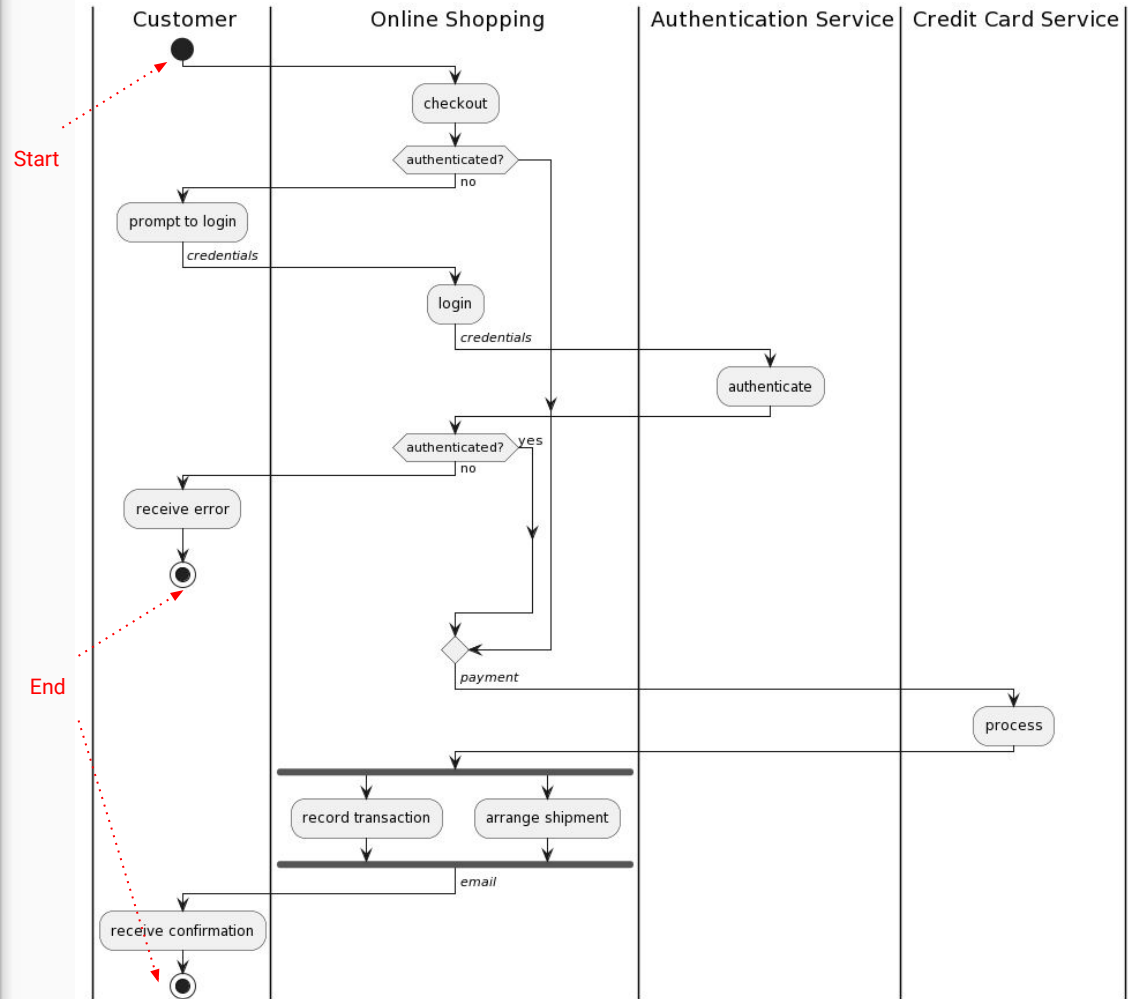 Customer
Online Shopping
Authentication Service
Credit Card Service
checkout
Start
authenticated?
no
prompt to login
credentials
login
credentials
authenticate
yes
authenticated?
no
receive error
End
payment
process
record transaction
arrange shipment
email
receive confirmation